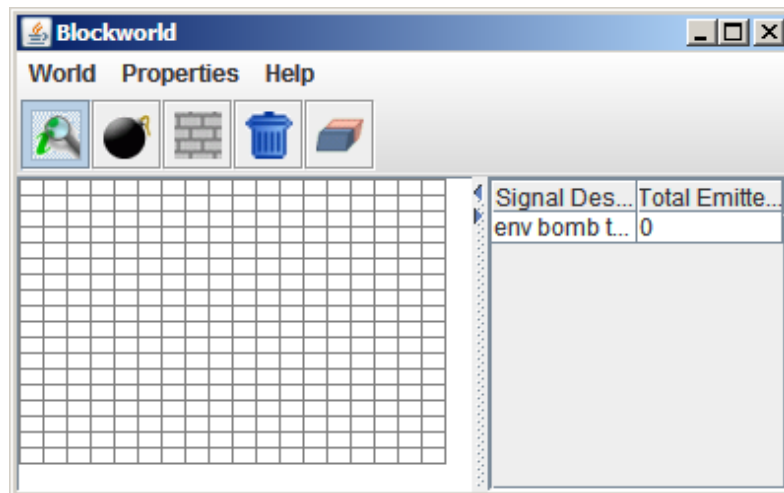 Blockworld
World Properties Help
Signal Des... Total Emitte...
env bomb t... 0